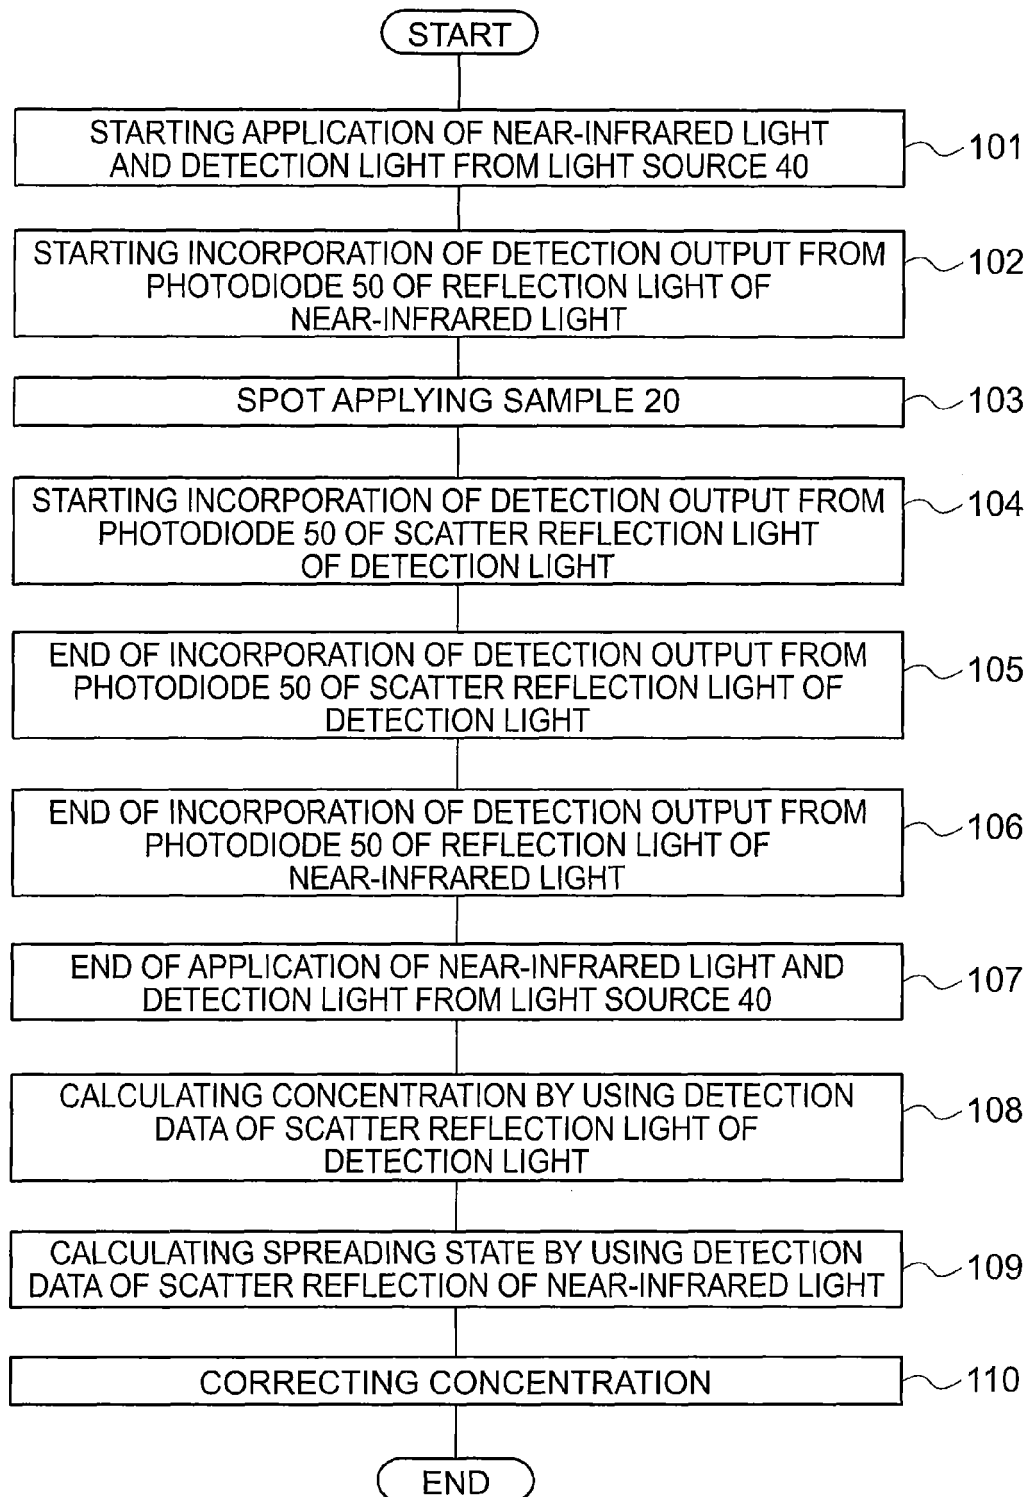 START
STARTING APPLICATION OF NEAR-INFRARED LIGHT
AND DETECTION LIGHT FROM LIGHT SOURCE 40
101
STARTING INCORPORATION OF DETECTION OUTPUT FROM
PHOTODIODE 50 OF REFLECTION LIGHT OF
NEAR-INFRARED LIGHT
102
SPOT APPLYING SAMPLE 20
103
STARTING INCORPORATION OF DETECTION OUTPUT FROM
PHOTODIODE 50 OF SCATTER REFLECTION LIGHT
OF DETECTION LIGHT
104
END OF INCORPORATION OF DETECTION OUTPUT FROM
PHOTODIODE 50 OF SCATTER REFLECTION LIGHT OF
DETECTION LIGHT
105
END OF INCORPORATION OF DETECTION OUTPUT FROM
PHOTODIODE 50 OF REFLECTION LIGHT OF
NEAR-INFRARED LIGHT
106
END OF APPLICATION OF NEAR-INFRARED LIGHT AND
DETECTION LIGHT FROM LIGHT SOURCE 40
107
CALCULATING CONCENTRATION BY USING DETECTION
DATA OF SCATTER REFLECTION LIGHT OF
DETECTION LIGHT
108
CALCULATING SPREADING STATE BY USING DETECTION
DATA OF SCATTER REFLECTION OF NEAR-INFRARED LIGHT
109
CORRECTING CONCENTRATION
110
END